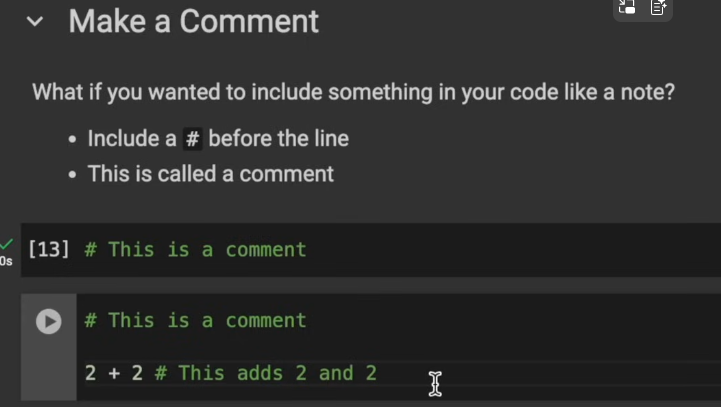 Make a Comment
What if you wanted to include something in your code like a note?
• Include a # before the line
• This is called a comment
[13] # This is a comment
0s
# This is a comment
2 + 2 # This adds 2 and 2